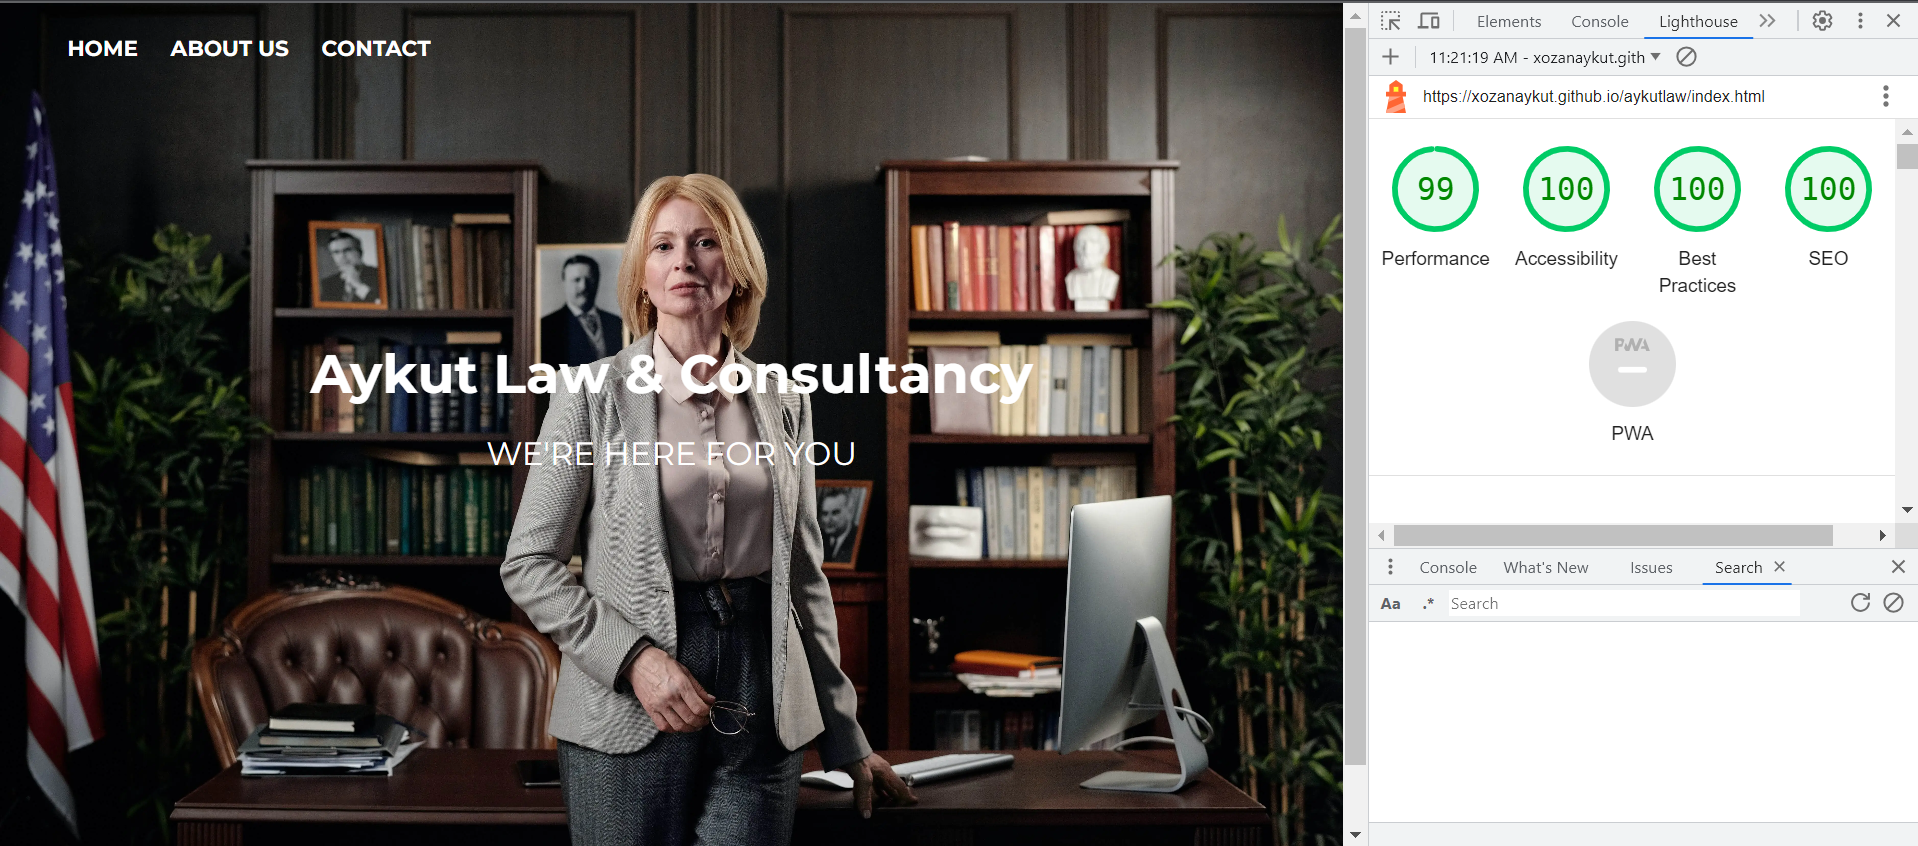 HOME ABOUT US CONTACT
Aykut Law & Consultancy
WE'RE HERE FOR YOU
Elements Console Lighthouse
11:21:19 AM - xozanaykut.gith
https://xozanaykut.github.io/aykutlaw/index.html
99 100 100 100
Performance Accessibility Best Practices SEO
PWA
PWA
Console What's New Issues Search
Aa .* Search